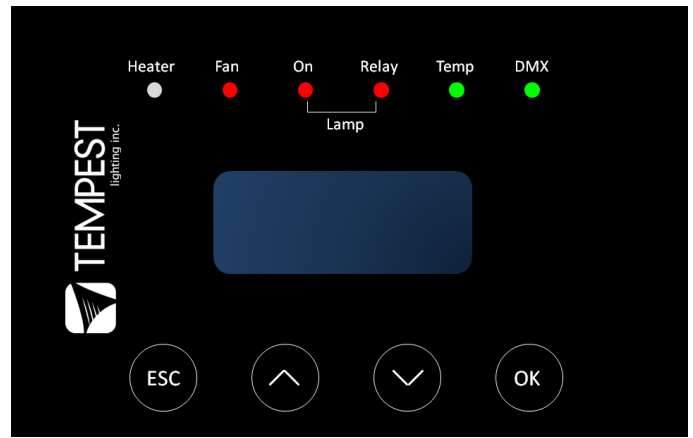 Heater Fan On Relay Temp DMX
Lamp
TEMPEST
lighting inc.
ESC OK